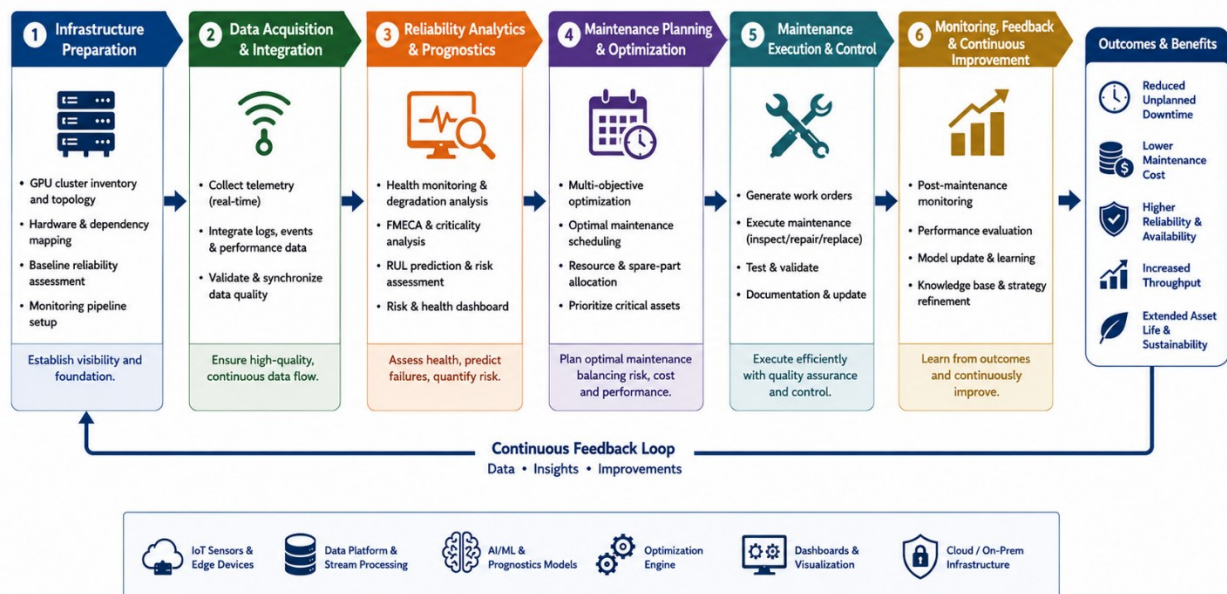 1 Infrastructure
Preparation
• GPU cluster inventory
and topology
• Hardware & dependency
mapping
• Baseline reliability
assessment
• Monitoring pipeline
setup
Establish visibility and
foundation.
2 Data Acquisition
& Integration
• Collect telemetry
(real-time)
• Integrate logs, events
& performance data
• Validate & synchronize
data quality
Ensure high-quality,
continuous data flow.
3 Reliability Analytics
& Prognostics
• Health monitoring &
degradation analysis
• FMECA & criticality
analysis
• RUL prediction & risk
assessment
• Risk & health dashboard
Assess health, predict
failures, quantify risk.
4 Maintenance Planning
& Optimization
• Multi-objective
optimization
• Optimal maintenance
scheduling
• Resource & spare-part
allocation
• Prioritize critical assets
Plan optimal maintenance
balancing risk, cost
and performance.
5 Maintenance
Execution & Control
• Generate work orders
• Execute maintenance
(inspect/repair/replace)
• Test & validate
• Documentation & update
Execute efficiently
with quality assurance
and control.
6 Monitoring, Feedback
& Continuous
Improvement
• Post-maintenance
monitoring
• Performance evaluation
• Model update & learning
• Knowledge base & strategy
refinement
Learn from outcomes
and continuously
improve.
Outcomes & Benefits
Reduced
Unplanned
Downtime
$
Lower
Maintenance
Cost
Higher
Reliability &
Availability
Increased
Throughput
Extended Asset
Life &
Sustainability
Continuous Feedback Loop
Data • Insights • Improvements
IoT Sensors &
Edge Devices
Data Platform &
Stream Processing
AI/ML &
Prognostics Models
Optimization
Engine
Dashboards &
Visualization
Cloud / On-Prem
Infrastructure